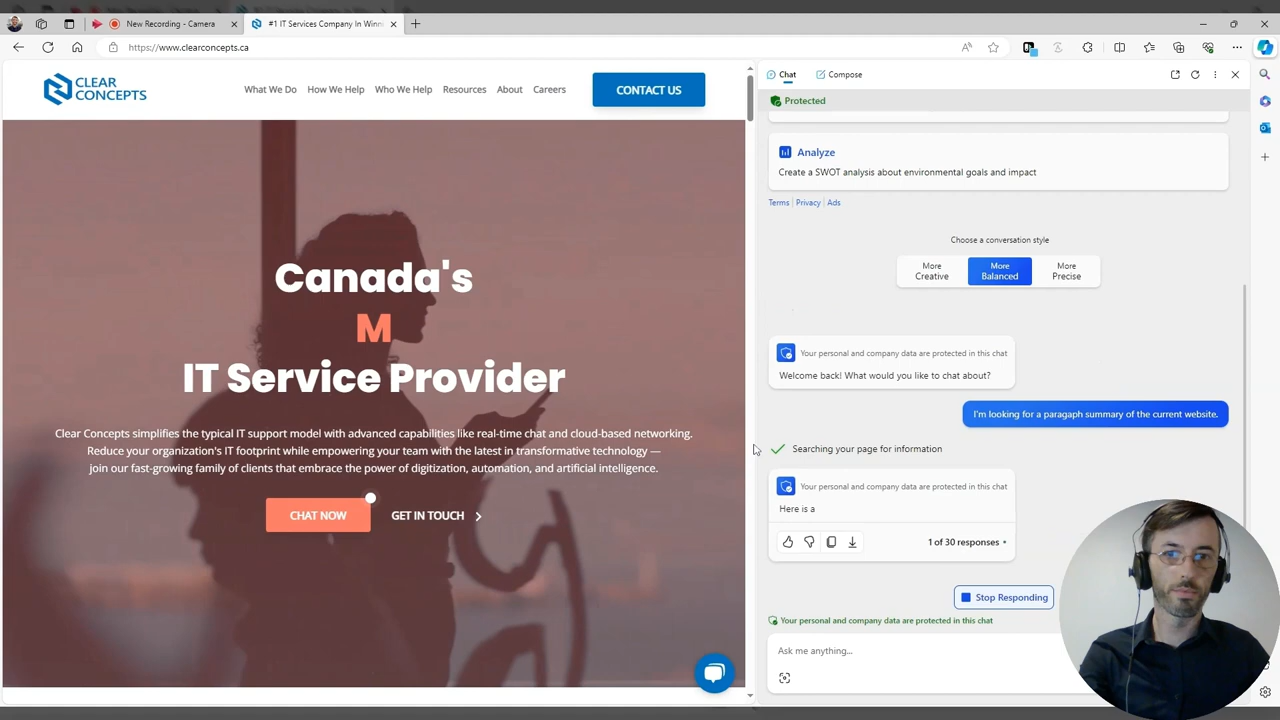 New Recording - Camera
#1 IT Services Company In Winni
https://www.clearconcepts.ca
CLEAR
CONCEPTS
What We Do
How We Help
Who We Help
Resources
About
Careers
CONTACT US
Canada's
M
IT Service Provider
Clear Concepts simplifies the typical IT support model with advanced capabilities like real-time chat and cloud-based networking.
Reduce your organization's IT footprint while empowering your team with the latest in transformative technology —
join our fast-growing family of clients that embrace the power of digitization, automation, and artificial intelligence.
CHAT NOW
GET IN TOUCH
Chat
Compose
Protected
Analyze
Create a SWOT analysis about environmental goals and impact
Terms
Privacy
Ads
Choose a conversation style
More
Creative
More
Balanced
More
Precise
Your personal and company data are protected in this chat
Welcome back! What would you like to chat about?
I'm looking for a paragaph summary of the current website.
Searching your page for information
Your personal and company data are protected in this chat
Here is a
1 of 30 responses
Stop Responding
Your personal and company data are protected in this chat
Ask me anything...